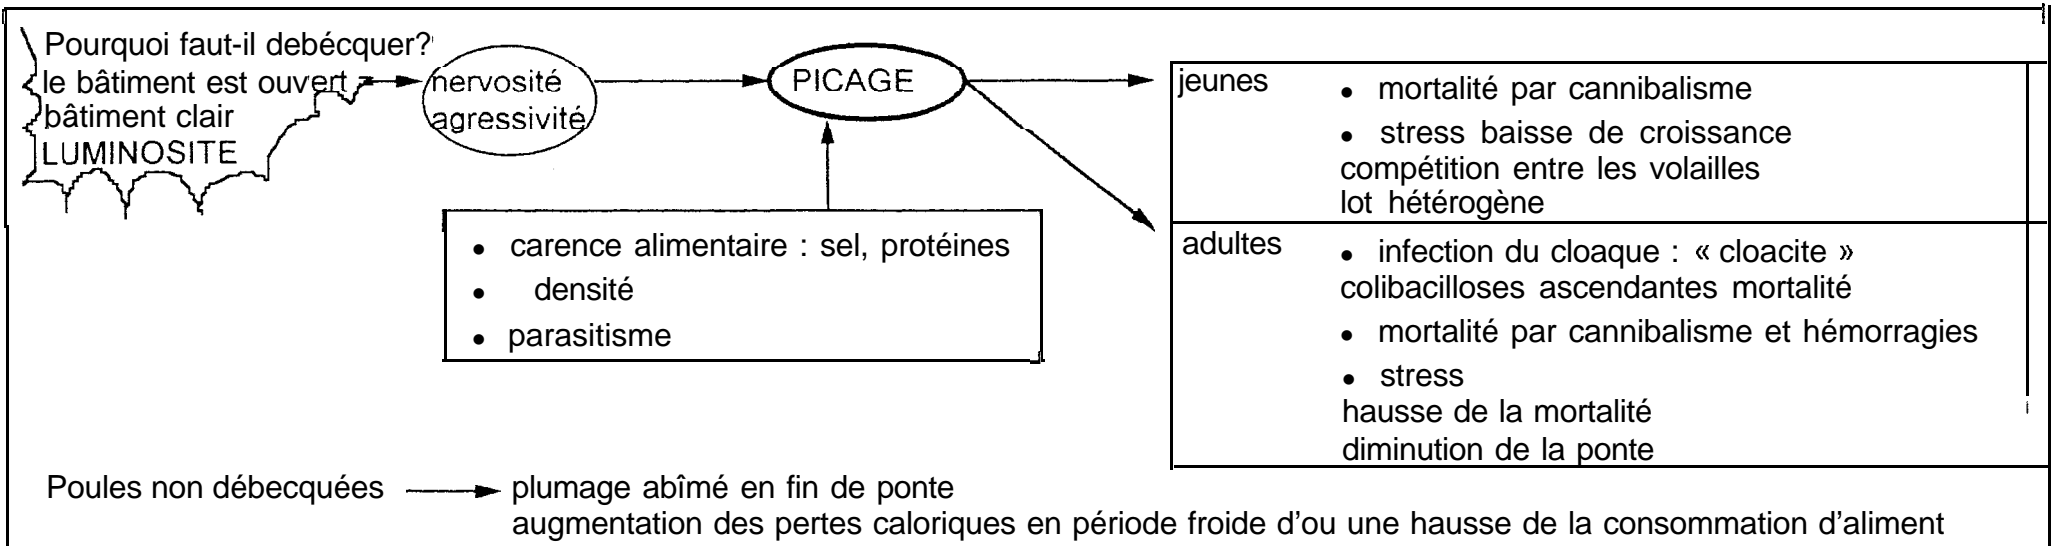 Pourquoi faut-il debécquer?
le bâtiment est ouvert
bâtiment clair
LUMINOSITE
nervosité
agressivité
PICAGE
• carence alimentaire : sel, protéines
• densité
• parasitisme
jeunes
• mortalité par cannibalisme
• stress baisse de croissance
compétition entre les volailles
lot hétérogène
adultes
• infection du cloaque : « cloacite »
colibacilloses ascendantes mortalité
• mortalité par cannibalisme et hémorragies
• stress
hausse de la mortalité
diminution de la ponte
Poules non débecquées plumage abîmé en fin de ponte
augmentation des pertes caloriques en période froide d'ou une hausse de la consommation d'aliment